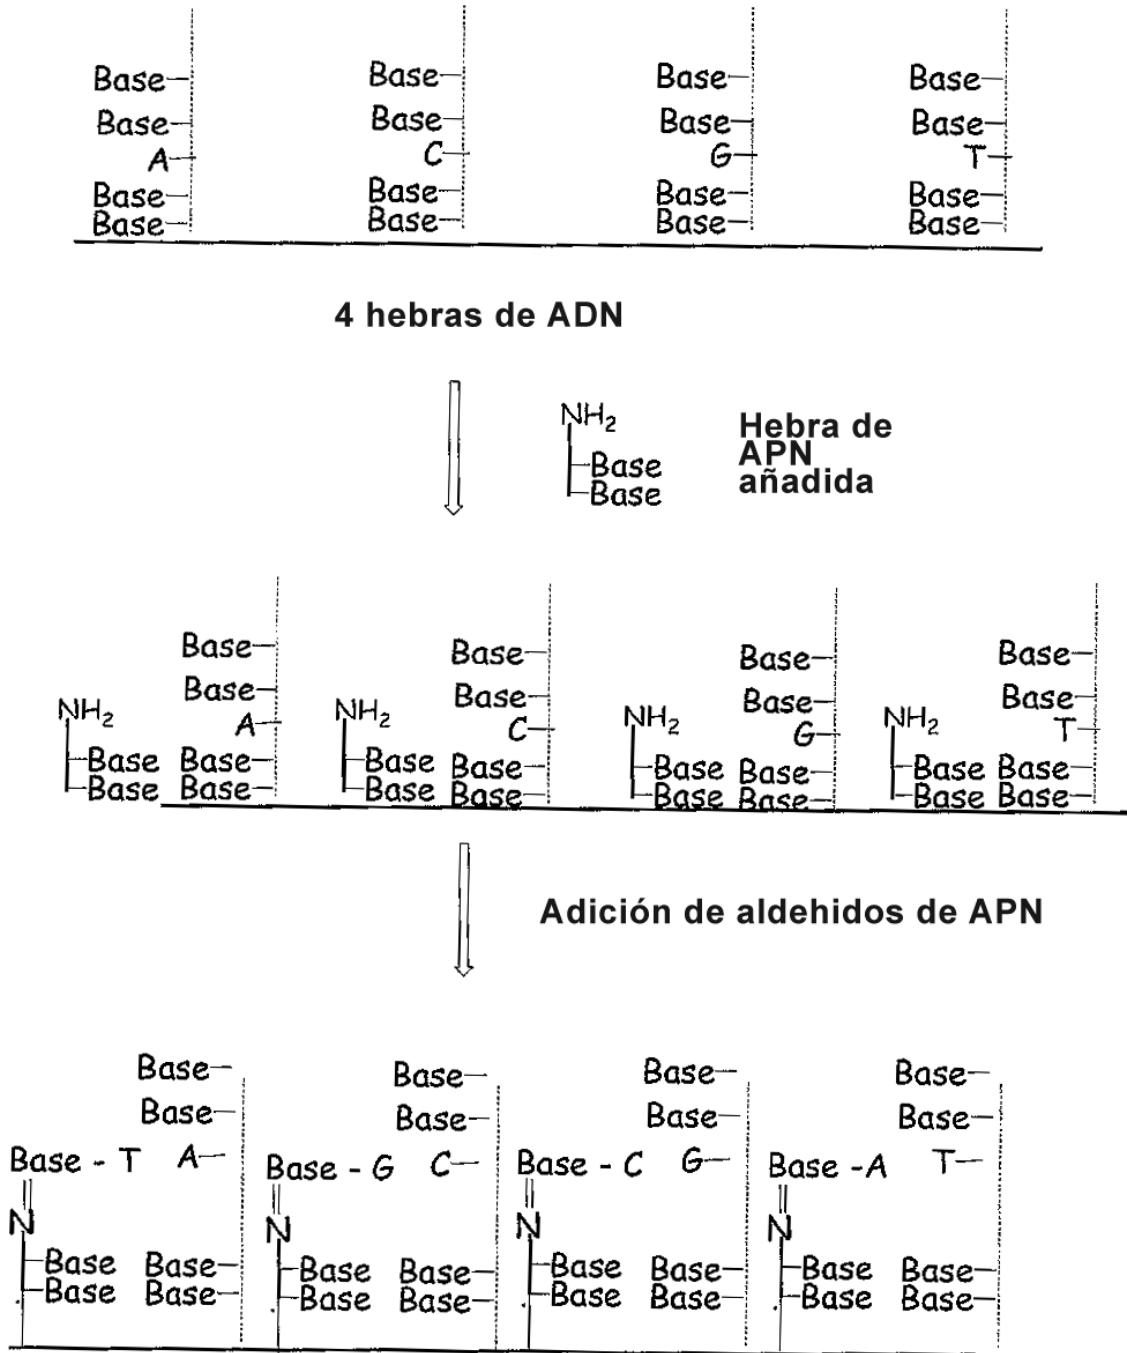 Base Base Base Base
Base Base Base Base
A C G T
Base Base Base Base
Base Base Base Base
4 hebras de ADN
NH2
Base
Base
Hebra de
APN
añadida
Base Base Base Base
Base Base Base Base
NH2 A NH2 C NH2 G NH2 T
Base Base Base Base Base Base Base Base
Base Base Base Base Base Base Base Base
Adición de aldehidos de APN
Base Base Base Base
Base Base Base Base
Base - T A Base - G C Base - C G Base - A T
N N N N
Base Base Base Base Base Base Base Base
Base Base Base Base Base Base Base Base